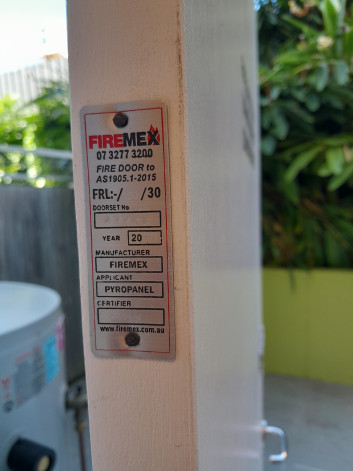 FIREMEX
07 3277 3200
FIRE DOOR to
AS1905.1-2015
FRL:-/ /30
DOORSET No
YEAR 20
MANUFACTURER
FIREMEX
APPLICANT
PYROPANEL
CERTIFIER
www.firemex.com.au